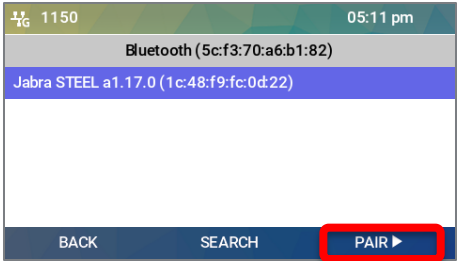 1G 1150 05:11 pm
Bluetooth (5c:f3:70:a6:b1:82)
Jabra STEEL a1.17.0 (1c:48:f9:fc:0d:22)
BACK SEARCH PAIR ▶